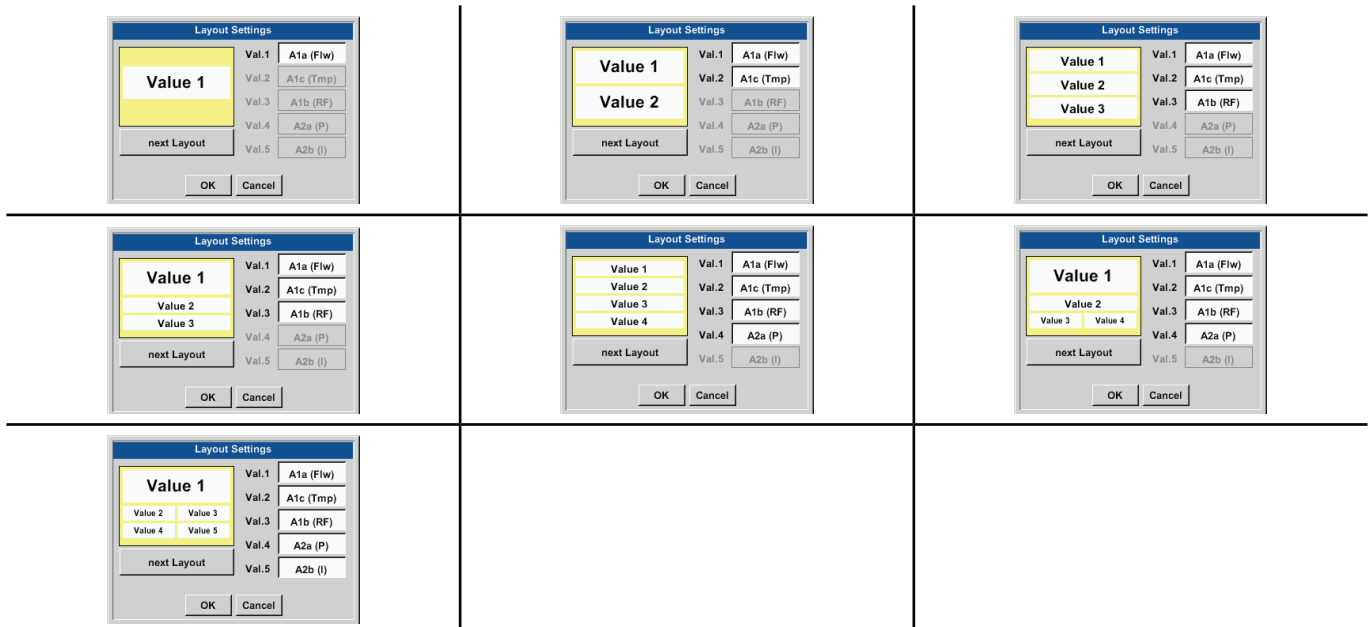 Layout Settings
Value 1
next Layout
Val.1 A1a (Flw)
Val.2 A1c (Tmp)
Val.3 A1b (RF)
Val.4 A2a (P)
Val.5 A2b (I)
OK Cancel
Layout Settings
Value 1
Value 2
next Layout
Val.1 A1a (Flw)
Val.2 A1c (Tmp)
Val.3 A1b (RF)
Val.4 A2a (P)
Val.5 A2b (I)
OK Cancel
Layout Settings
Value 1
Value 2
Value 3
next Layout
Val.1 A1a (Flw)
Val.2 A1c (Tmp)
Val.3 A1b (RF)
Val.4 A2a (P)
Val.5 A2b (I)
OK Cancel
Layout Settings
Value 1
Value 2
Value 3
next Layout
Val.1 A1a (Flw)
Val.2 A1c (Tmp)
Val.3 A1b (RF)
Val.4 A2a (P)
Val.5 A2b (I)
OK Cancel
Layout Settings
Value 1
Value 2
Value 3
Value 4
next Layout
Val.1 A1a (Flw)
Val.2 A1c (Tmp)
Val.3 A1b (RF)
Val.4 A2a (P)
Val.5 A2b (I)
OK Cancel
Layout Settings
Value 1
Value 2
Value 3 Value 4
next Layout
Val.1 A1a (Flw)
Val.2 A1c (Tmp)
Val.3 A1b (RF)
Val.4 A2a (P)
Val.5 A2b (I)
OK Cancel
Layout Settings
Value 1
Value 2 Value 3
Value 4 Value 5
next Layout
Val.1 A1a (Flw)
Val.2 A1c (Tmp)
Val.3 A1b (RF)
Val.4 A2a (P)
Val.5 A2b (I)
OK Cancel